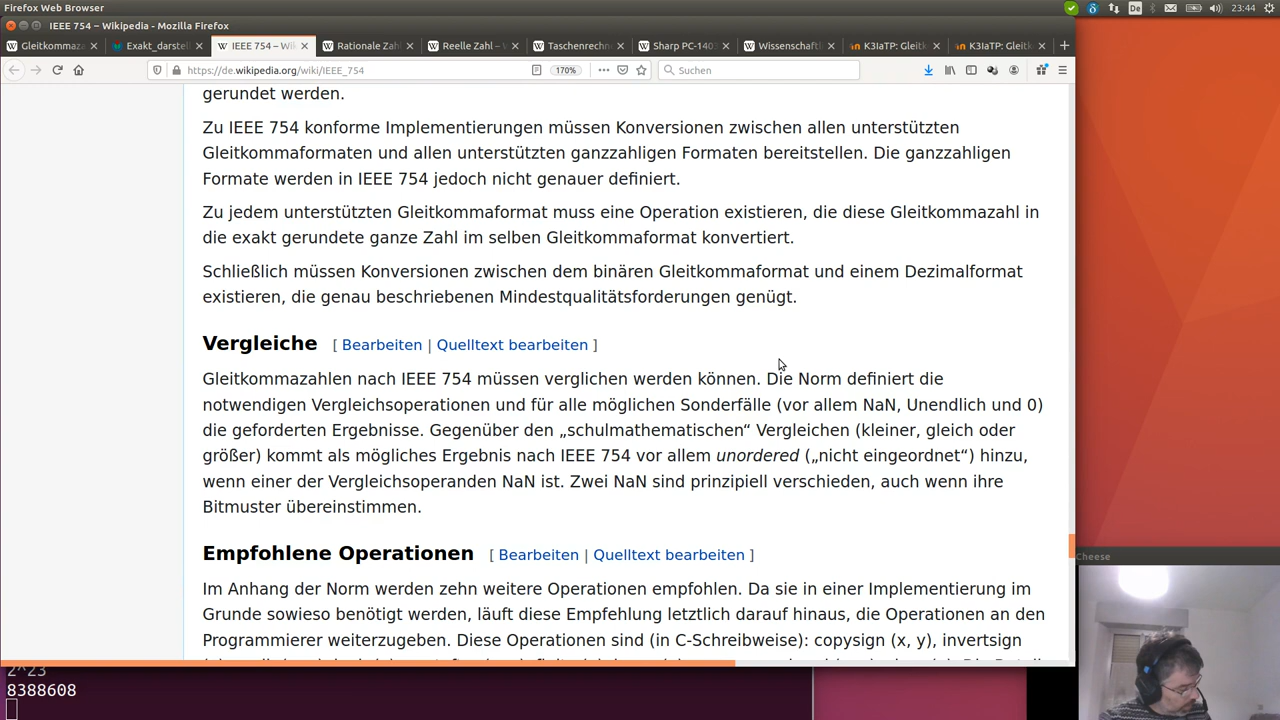 Firefox Web Browser
De
23:44
IEEE 754 – Wikipedia - Mozilla Firefox
Gleitkommaz
Exakt_darstell
IEEE 754 – Wi
Rationale Zahl
Reelle Zahl –
Taschenrechn
Sharp PC-1403
Wissenschaft
K3IaTP: Gleitk
K3IaTP: Gleitk
https://de.wikipedia.org/wiki/IEEE_754
170%
Suchen
gerundet werden.
Zu IEEE 754 konforme Implementierungen müssen Konversionen zwischen allen unterstützten
Gleitkommaformaten und allen unterstützten ganzzahligen Formaten bereitstellen. Die ganzzahligen
Formate werden in IEEE 754 jedoch nicht genauer definiert.
Zu jedem unterstützten Gleitkommaformat muss eine Operation existieren, die diese Gleitkommazahl in
die exakt gerundete ganze Zahl im selben Gleitkommaformat konvertiert.
Schließlich müssen Konversionen zwischen dem binären Gleitkommaformat und einem Dezimalformat
existieren, die genau beschriebenen Mindestqualitätsforderungen genügt.
Vergleiche [ Bearbeiten | Quelltext bearbeiten ]
Gleitkommazahlen nach IEEE 754 müssen verglichen werden können. Die Norm definiert die
notwendigen Vergleichsoperationen und für alle möglichen Sonderfälle (vor allem NaN, Unendlich und 0)
die geforderten Ergebnisse. Gegenüber den „schulmathematischen“ Vergleichen (kleiner, gleich oder
größer) kommt als mögliches Ergebnis nach IEEE 754 vor allem unordered („nicht eingeordnet“) hinzu,
wenn einer der Vergleichsoperanden NaN ist. Zwei NaN sind prinzipiell verschieden, auch wenn ihre
Bitmuster übereinstimmen.
Empfohlene Operationen [ Bearbeiten | Quelltext bearbeiten ]
Im Anhang der Norm werden zehn weitere Operationen empfohlen. Da sie in einer Implementierung im
Grunde sowieso benötigt werden, läuft diese Empfehlung letztlich darauf hinaus, die Operationen an den
Programmierer weiterzugeben. Diese Operationen sind (in C-Schreibweise): copysign (x, y), invertsign
Cheese
2^23
8388608